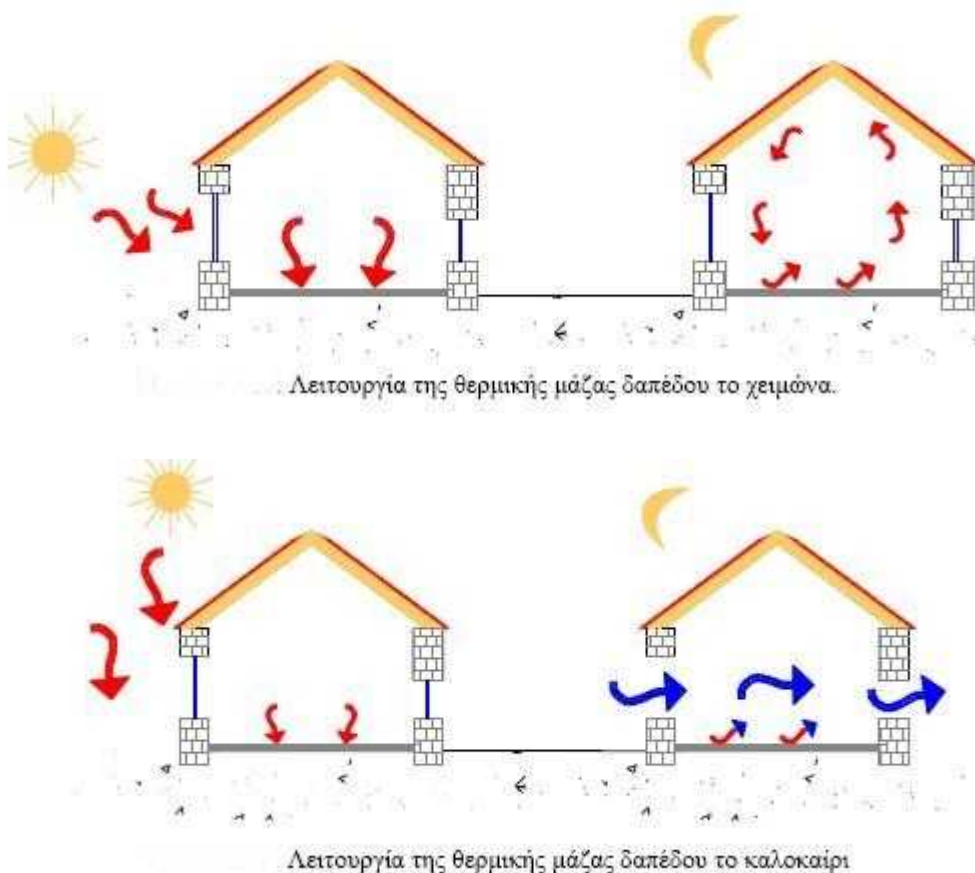 Λειτουργία της θερμικής μάζας δαπέδου το χειμώνα.
Λειτουργία της θερμικής μάζας δαπέδου το καλοκαίρι